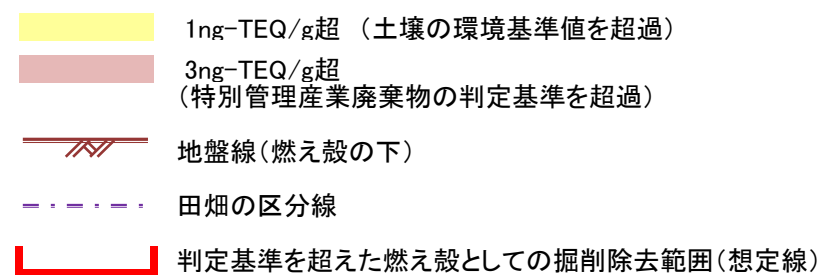 1ng-TEQ/g超 (土壌の環境基準値を超過)
3ng-TEQ/g超
(特別管理産業廃棄物の判定基準を超過)
地盤線(燃え殻の下)
田畑の区分線
判定基準を超えた燃え殻としての掘削除去範囲(想定線)